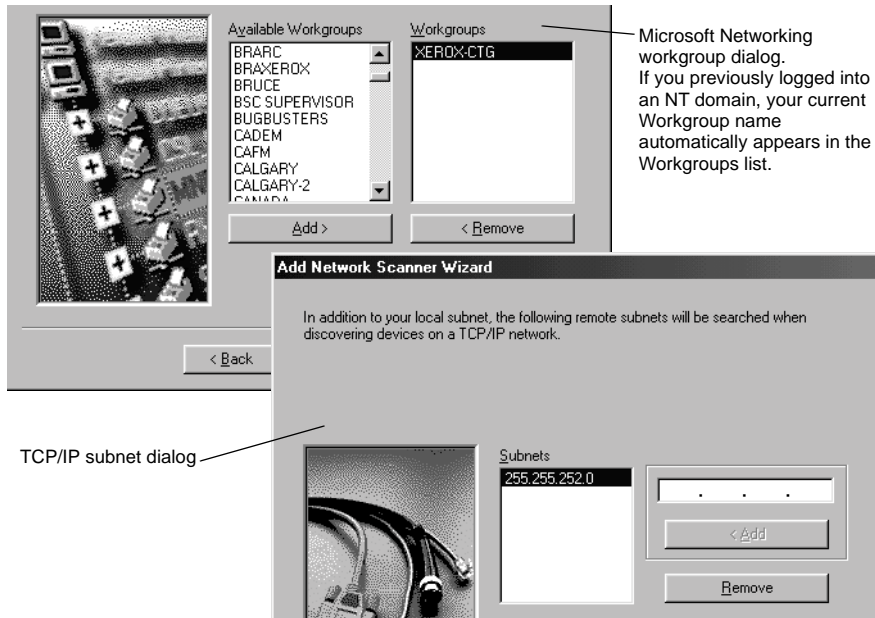 Available Workgroups
Workgroups
BRARC
BRAXEROX
BRUCE
BSC SUPERVISOR
BUGBUSTERS
CADEM
CAFM
CALGARY
CALGARY-2
CANADA
XEROX-CTG
Add >
< Remove
< Back
Microsoft Networking
workgroup dialog.
If you previously logged into
an NT domain, your current
Workgroup name
automatically appears in the
Workgroups list.
Add Network Scanner Wizard
In addition to your local subnet, the following remote subnets will be searched when
discovering devices on a TCP/IP network.
TCP/IP subnet dialog
Subnets
255.255.252.0
. . .
< Add
Remove